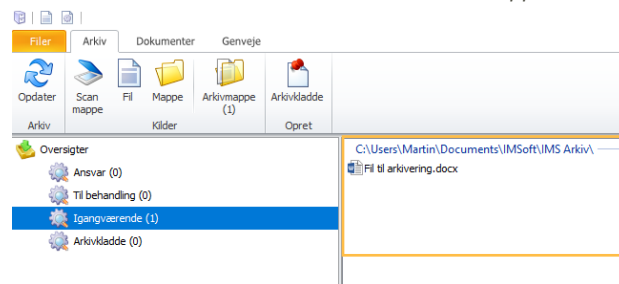 Filer Arkiv Dokumenter Genveje
Opdater Scan mappe Fil Mappe Arkivmappe (1) Arkivkladde
Arkiv Kilder Opret
Oversigter
Ansvar (0)
Til behandling (0)
Igangværende (1)
Arkivkladde (0)
C:\Users\Martin\Documents\IMSoft\IMS Arkiv\
Fil til arkivering.docx